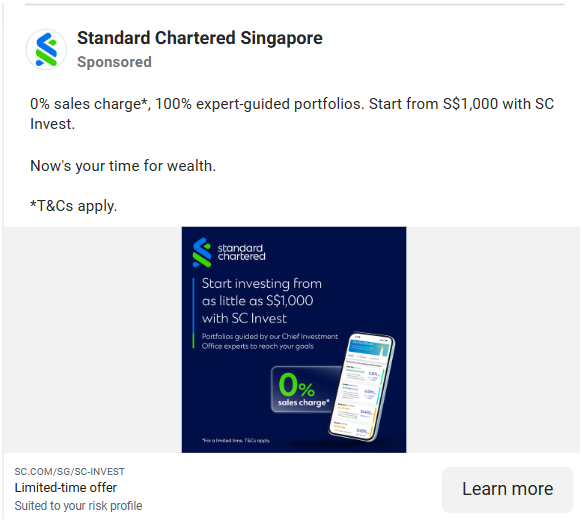 Standard Chartered Singapore
Sponsored
0% sales charge*, 100% expert-guided portfolios. Start from S$1,000 with SC
Invest.
Now's your time for wealth.
*T&Cs apply.
standard
chartered
Start investing from
as little as S$1,000
with SC Invest
Portfolios guided by our Chief Investment
Office experts to reach your goals
0%
sales charge*
*For a limited time. T&Cs apply.
SC.COM/SG/SC-INVEST
Limited-time offer
Suited to your risk profile
Learn more